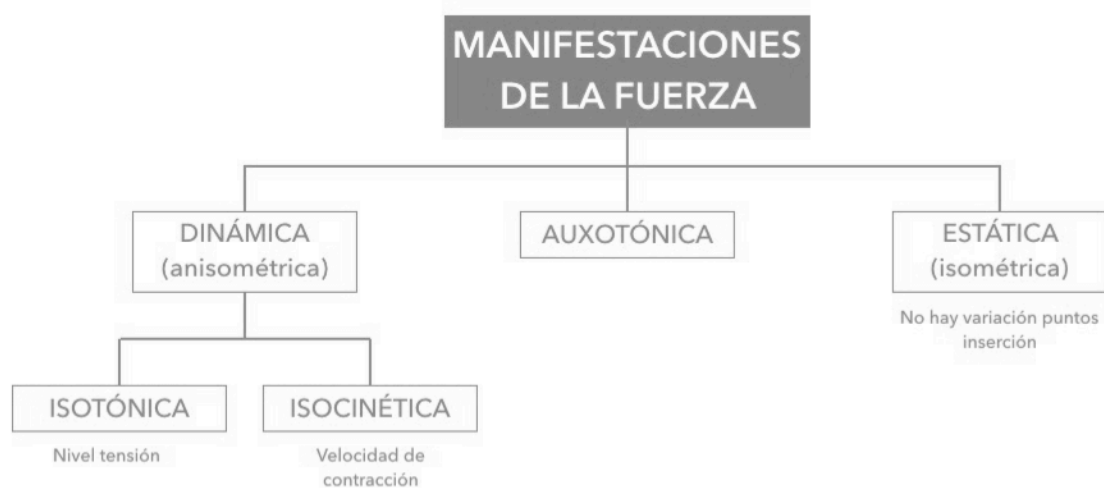 MANIFESTACIONES
DE LA FUERZA
DINÁMICA
(anisométrica)
AUXOTÓNICA
ESTÁTICA
(isométrica)
No hay variación puntos
inserción
ISOTÓNICA
ISOCINÉTICA
Nivel tensión
Velocidad de
contracción